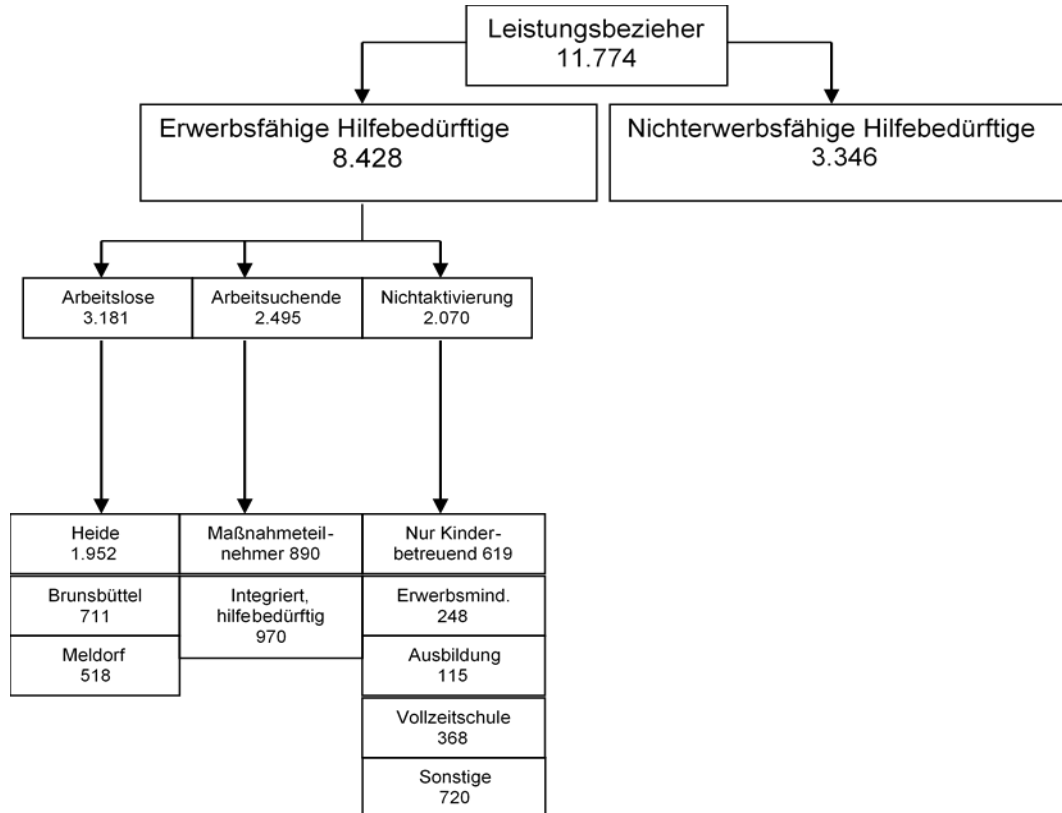 Leistungsbezieher
11.774
Erwerbsfähige Hilfebedürftige
8.428
Nichterwerbsfähige Hilfebedürftige
3.346
Arbeitslose
3.181
Arbeitsuchende
2.495
Nichtaktivierung
2.070
Heide
1.952
Maßnahmeteil-
nehmer 890
Nur Kinder-
betreuend 619
Brunsbüttel
711
Integriert,
hilfebedürftig
970
Erwerbsmind.
248
Meldorf
518
Ausbildung
115
Vollzeitschule
368
Sonstige
720